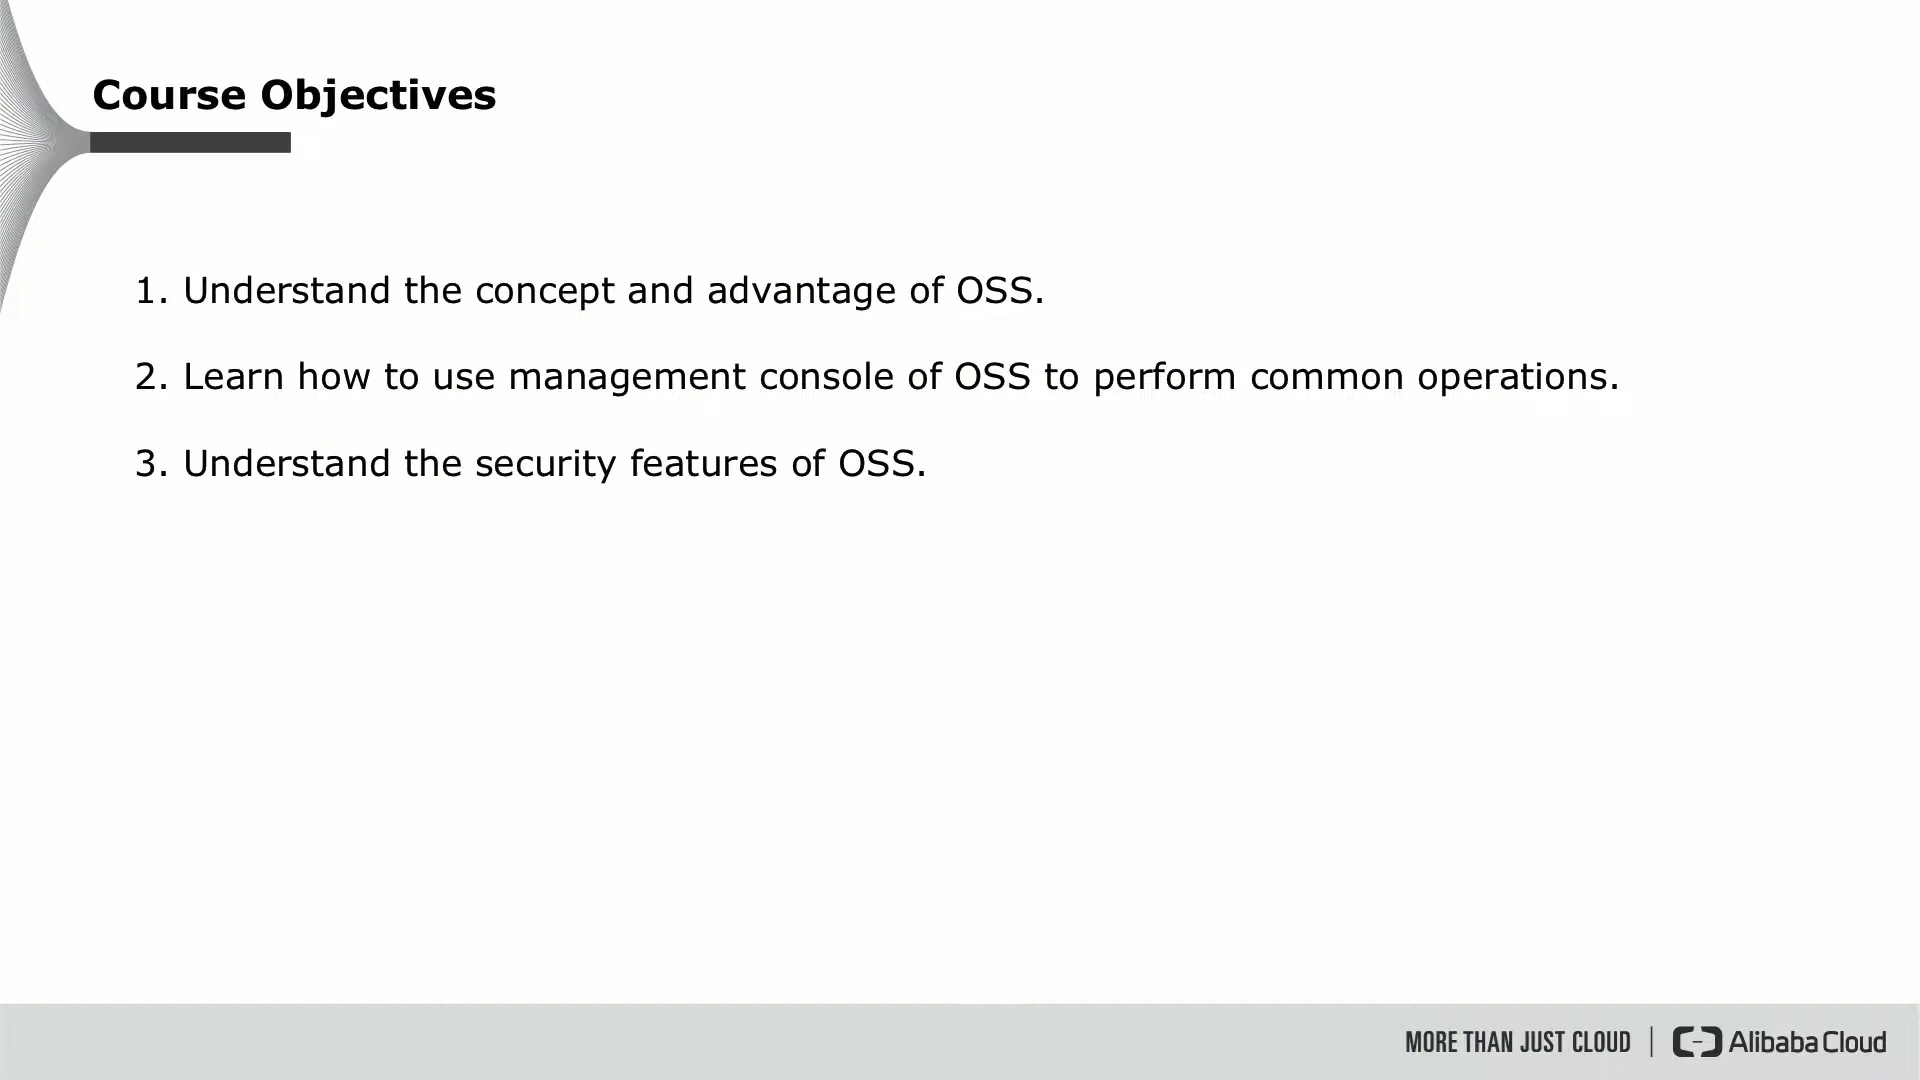 Course Objectives
1. Understand the concept and advantage of OSS.
2. Learn how to use management console of OSS to perform common operations.
3. Understand the security features of OSS.
MORE THAN JUST CLOUD | Alibaba Cloud